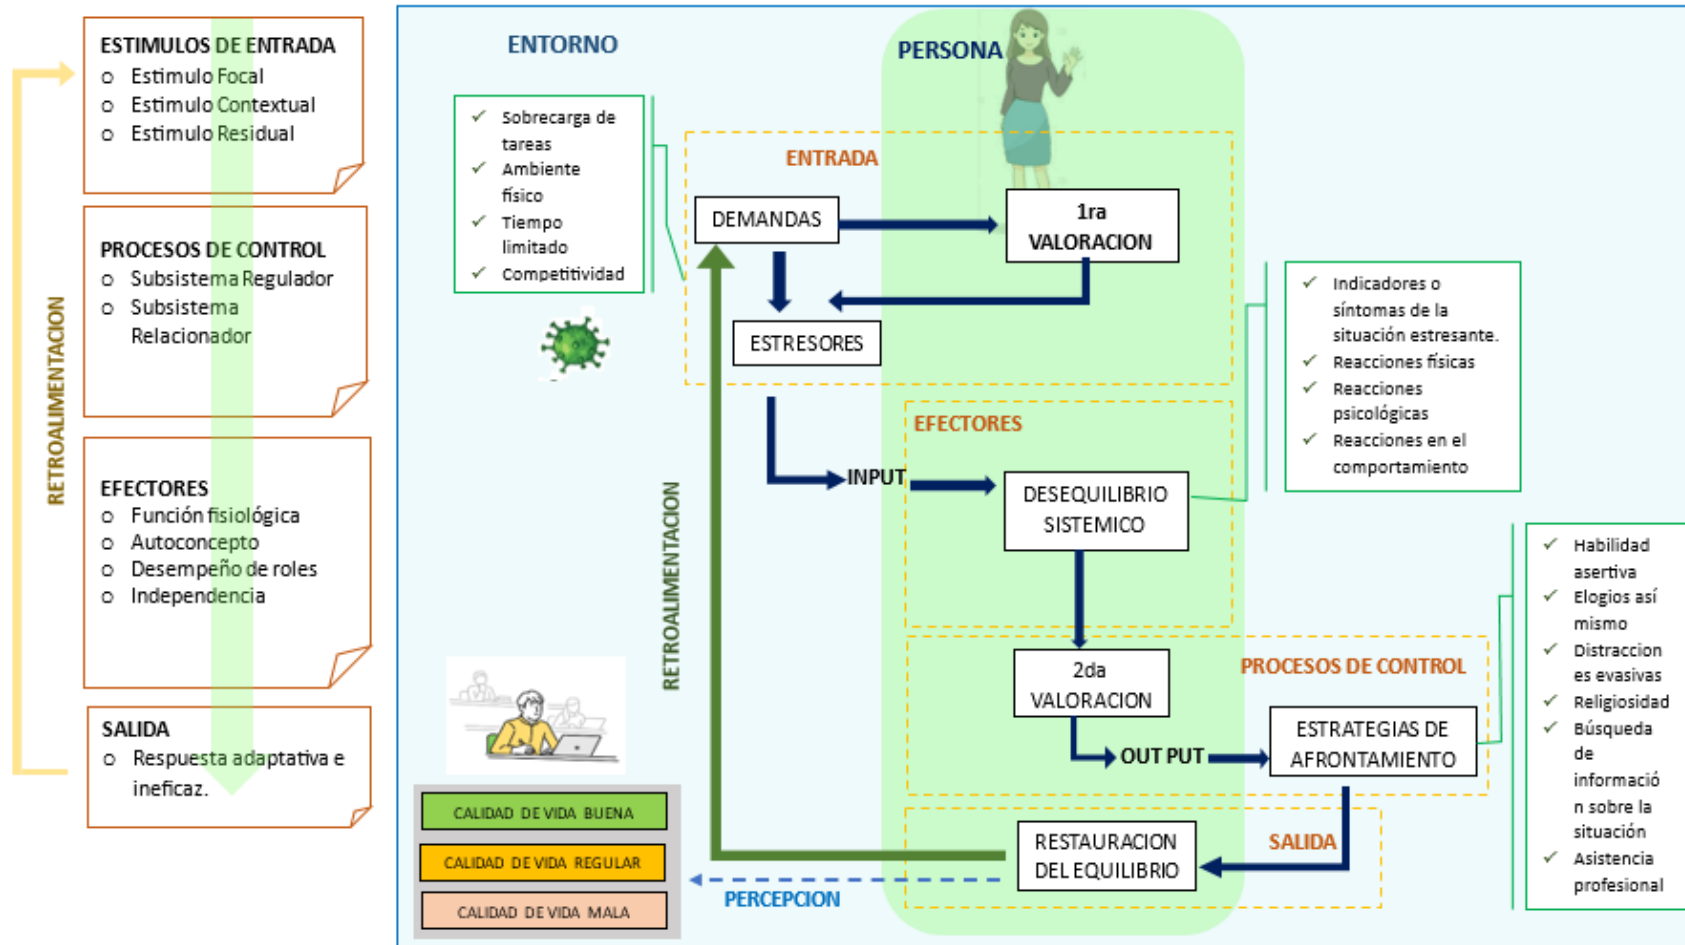 ESTIMULOS DE ENTRADA
o Estimulo Focal
o Estimulo Contextual
o Estimulo Residual
PROCESOS DE CONTROL
o Subsistema Regulador
o Subsistema
Relacionador
EFECTORES
o Función fisiológica
o Autoconcepto
o Desempeño de roles
o Independencia
SALIDA
o Respuesta adaptativa e
ineficaz.
RETROALIMENTACION
ENTORNO
PERSONA
✓ Sobrecarga de
tareas
✓ Ambiente
físico
✓ Tiempo
limitado
✓ Competitividad
ENTRADA
DEMANDAS
1ra
VALORACION
ESTRESORES
✓ Indicadores o
síntomas de la
situación estresante.
✓ Reacciones físicas
✓ Reacciones
psicológicas
✓ Reacciones en el
comportamiento
EFECTORES
INPUT
DESEQUILIBRIO
SISTEMICO
RETROALIMENTACION
✓ Habilidad
asertiva
✓ Elogios así
mismo
✓ Distraccion
es evasivas
✓ Religiosidad
✓ Búsqueda
de
informació
n sobre la
situación
✓ Asistencia
profesional
2da
VALORACION
PROCESOS DE CONTROL
OUT PUT
ESTRATEGIAS DE
AFRONTAMIENTO
CALIDAD DE VIDA BUENA
CALIDAD DE VIDA REGULAR
CALIDAD DE VIDA MALA
RESTAURACION
DEL EQUILIBRIO
SALIDA
PERCEPCION